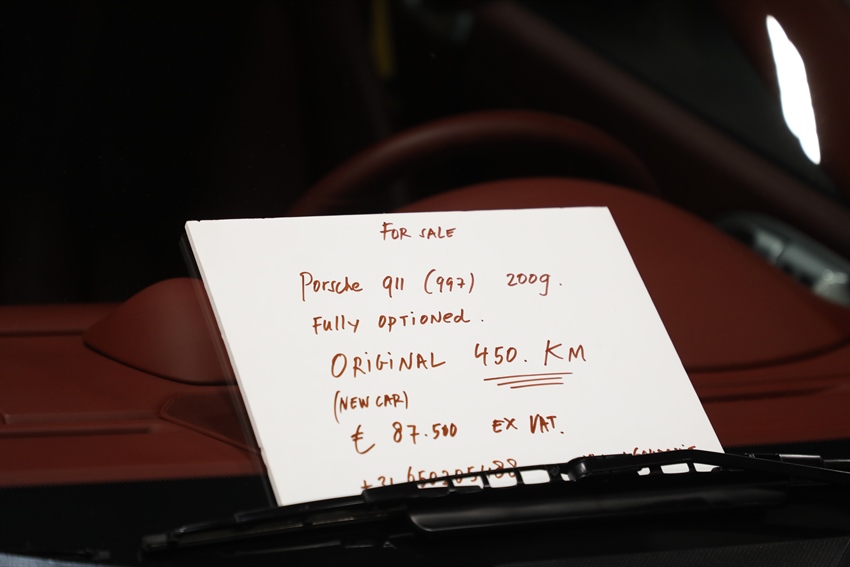 FOR SALE
Porsche 911 (997) 2009.
Fully OPTiONed.
ORiGiNAL 450. KM
(NEW CAR)
€ 87.500 EX VAT.